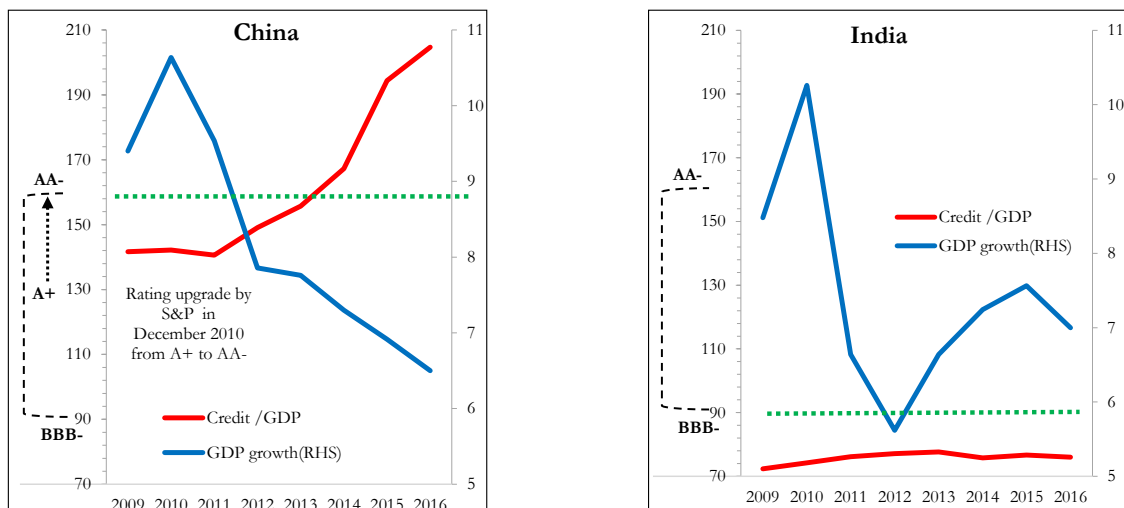 China
210
190
170
150
130
110
90
70
11
10
9
8
7
6
5
AA-
A+
BBB-
Rating upgrade by
S&P in
December 2010
from A+ to AA-
Credit /GDP
GDP growth(RHS)
2009 2010 2011 2012 2013 2014 2015 2016
India
210
190
170
150
130
110
90
70
11
10
9
8
7
6
5
AA-
BBB-
Credit /GDP
GDP growth(RHS)
2009 2010 2011 2012 2013 2014 2015 2016